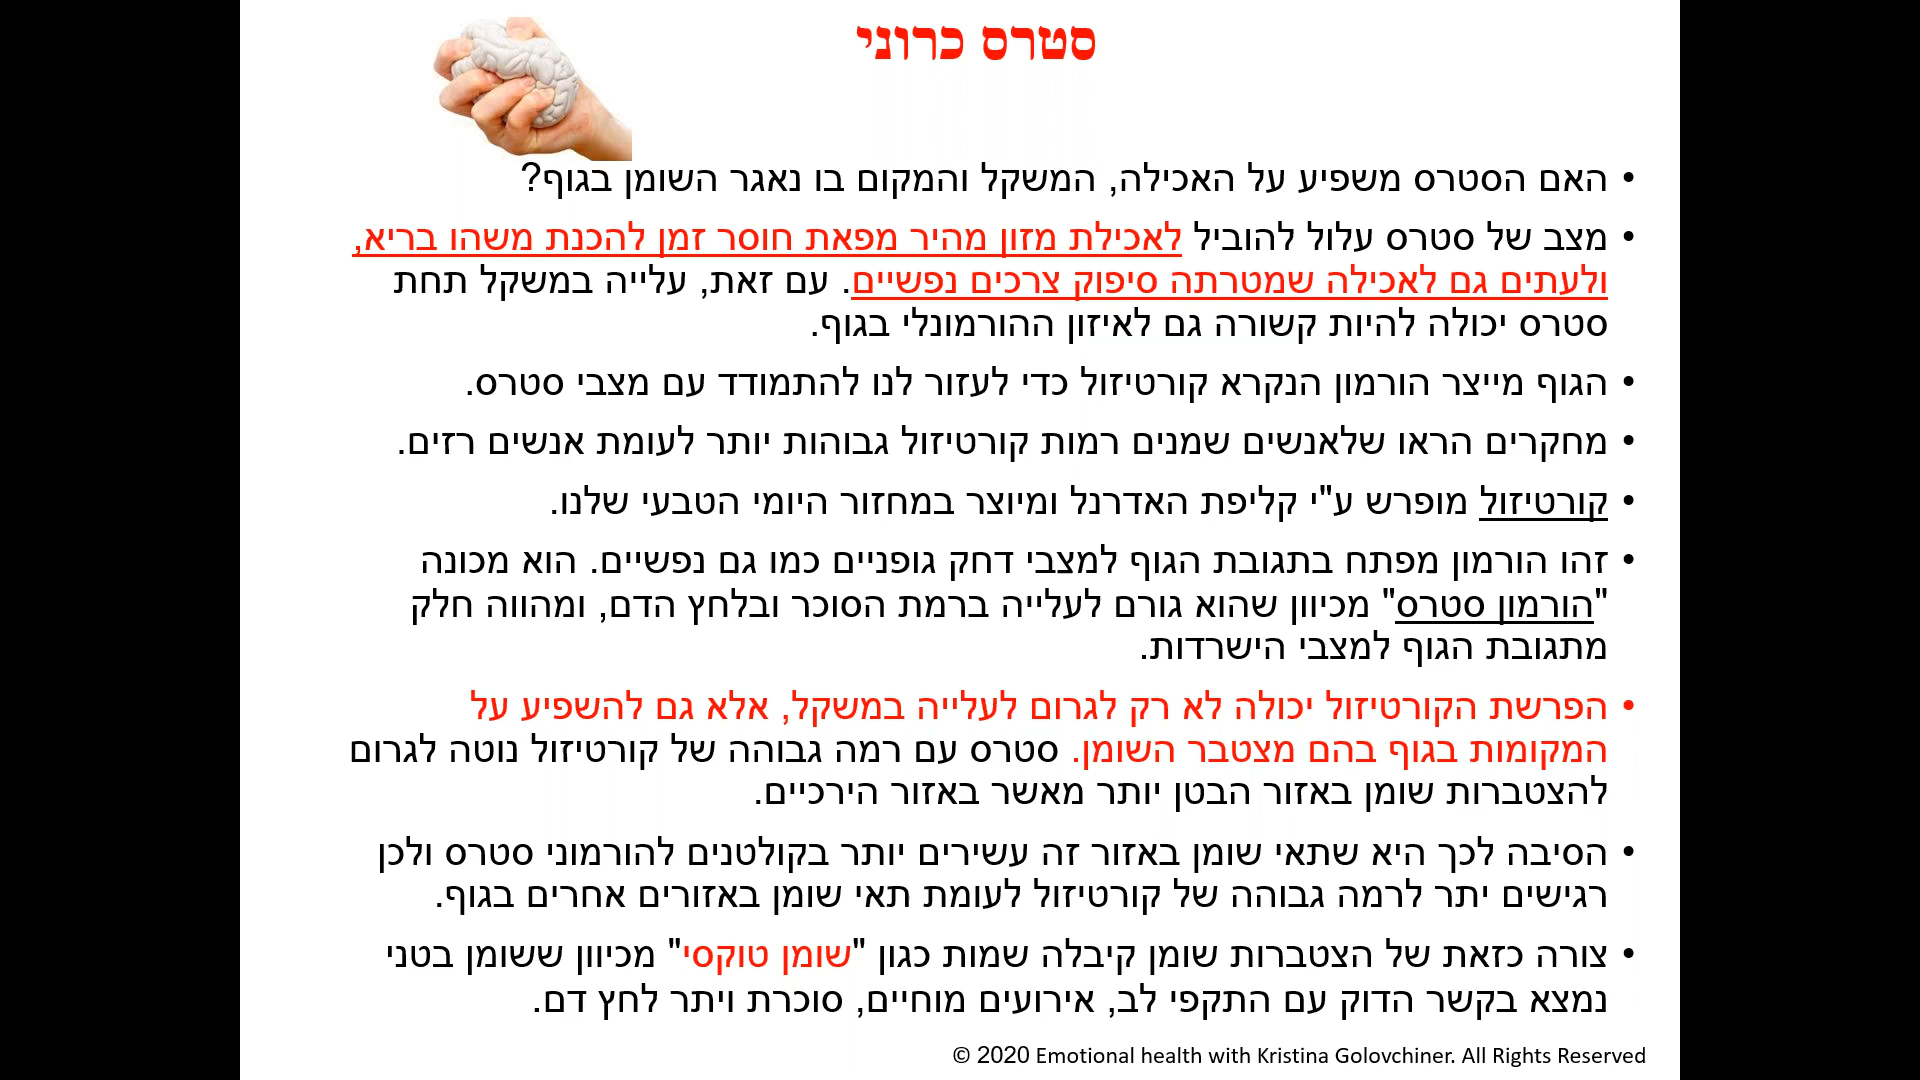 סטרס כרוני
• האם הסטרס משפיע על האכילה, המשקל והמקום בו נאגר השומן בגוף?
• מצב של סטרס עלול להוביל לאכילת מזון מהיר מפאת חוסר זמן להכנת משהו בריא,
ולעתים גם לאכילה שמטרתה סיפוק צרכים נפשיים. עם זאת, עלייה במשקל תחת
סטרס יכולה להיות קשורה גם לאיזון ההורמונלי בגוף.
• הגוף מייצר הורמון הנקרא קורטיזול כדי לעזור לנו להתמודד עם מצבי סטרס.
• מחקרים הראו שלאנשים שמנים רמות קורטיזול גבוהות יותר לעומת אנשים רזים.
• קורטיזול מופרש ע"י קליפת האדרנל ומיוצר במחזור היומי הטבעי שלנו.
• זהו הורמון מפתח בתגובת הגוף למצבי דחק גופניים כמו גם נפשיים. הוא מכונה
"הורמון סטרס" מכיוון שהוא גורם לעלייה ברמת הסוכר ובלחץ הדם, ומהווה חלק
מתגובת הגוף למצבי הישרדות.
• הפרשת הקורטיזול יכולה לא רק לגרום לעלייה במשקל, אלא גם להשפיע על
המקומות בגוף בהם מצטבר השומן. סטרס עם רמה גבוהה של קורטיזול נוטה לגרום
להצטברות שומן באזור הבטן יותר מאשר באזור הירכיים.
• הסיבה לכך היא שתאי שומן באזור זה עשירים יותר בקולטנים להורמוני סטרס ולכן
רגישים יתר לרמה גבוהה של קורטיזול לעומת תאי שומן באזורים אחרים בגוף.
• צורה כזאת של הצטברות שומן קיבלה שמות כגון "שומן טוקסי" מכיוון ששומן בטני
נמצא בקשר הדוק עם התקפי לב, אירועים מוחיים, סוכרת ויתר לחץ דם.
© 2020 Emotional health with Kristina Golovchiner. All Rights Reserved